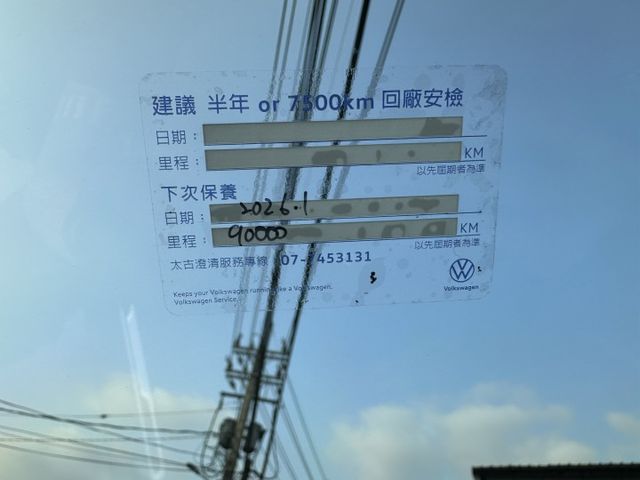 建議 半年 or 7500km 回廠安檢
日期：
里程： KM
以先屆期者為準
下次保養
日期： 2026.1
里程： 90000 KM
以先屆期者為準
太古澄清服務專線 07-7453131
Keeps your Volkswagen running like a Volkswagen.
Volkswagen Service.
Volkswagen